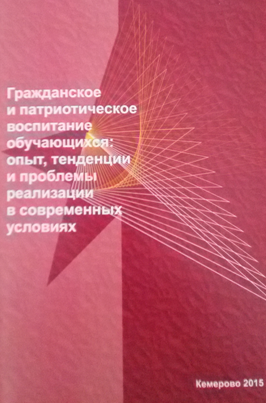 Гражданское
и патриотическое
воспитание
обучающихся:
опыт, тенденции
и проблемы
реализации
в современных
условиях
Кемерово 2015